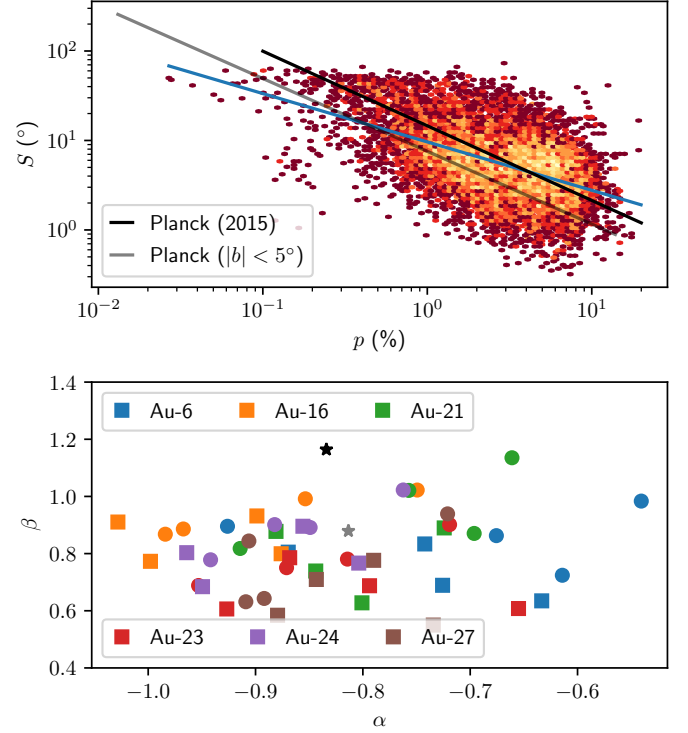 10²
10¹
10⁰
S (°)
Planck (2015)
Planck (|b| < 5°)
10⁻² 10⁻¹ 10⁰ 10¹
p (%)
1.4
1.2
1.0
0.8
0.6
0.4
β
Au-6 Au-16 Au-21
Au-23 Au-24 Au-27
−1.0 −0.9 −0.8 −0.7 −0.6
α